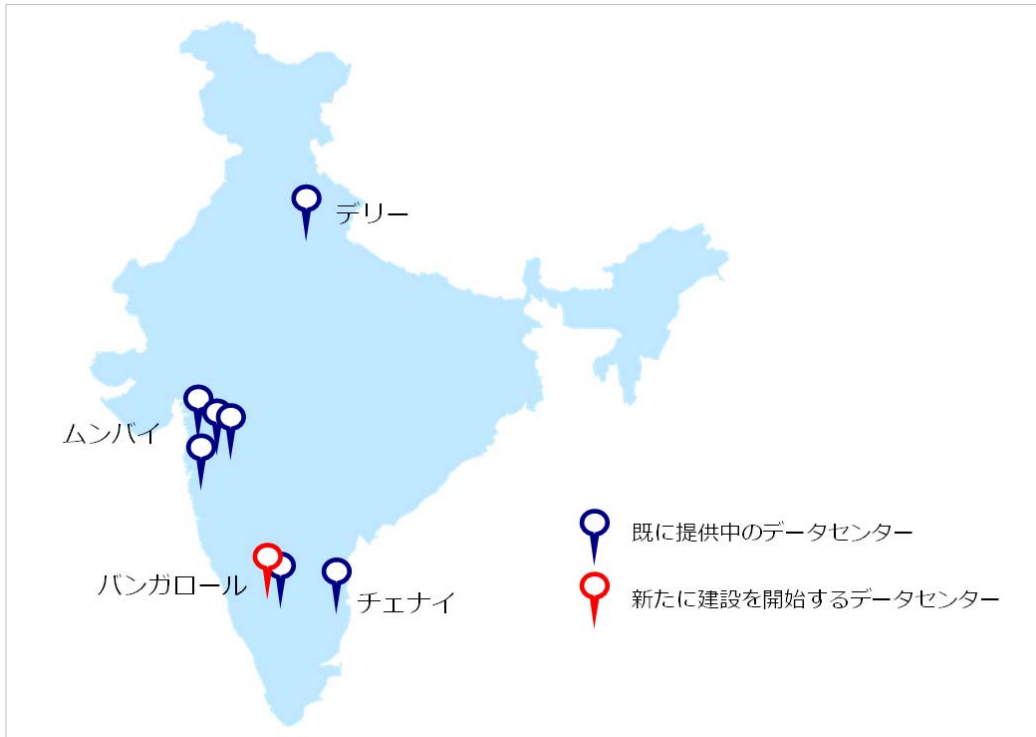 デリー
ムンバイ
バンガロール
チェナイ
既に提供中のデータセンター
新たに建設を開始するデータセンター